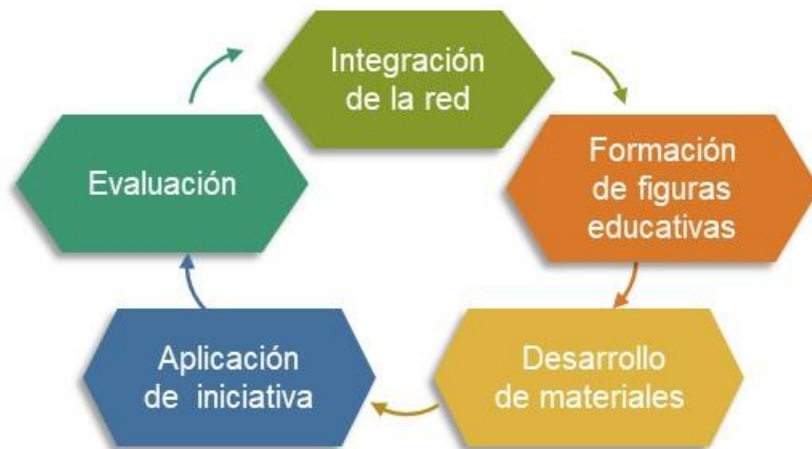 Integración
de la red
Formación
de figuras
educativas
Desarrollo
de materiales
Aplicación
de iniciativa
Evaluación